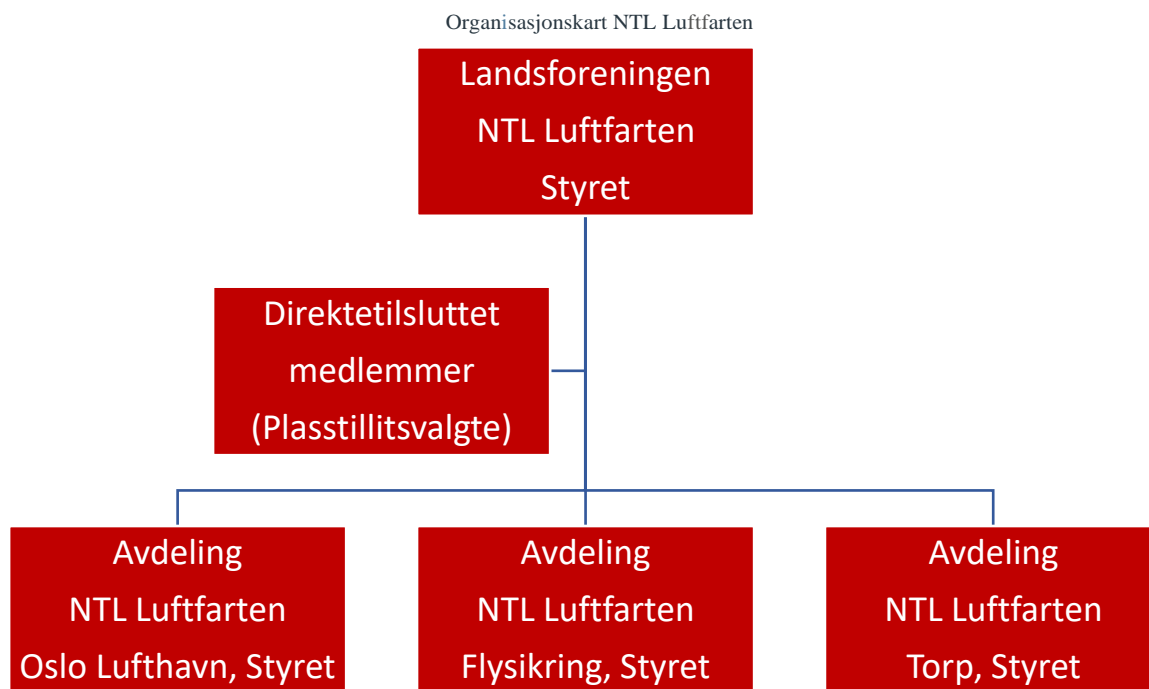 Organisasjonskart NTL Luftfarten
Landsforeningen
NTL Luftfarten
Styret
Direktetilsluttet
medlemmer
(Plasstillitsvalgte)
Avdeling
NTL Luftfarten
Oslo Lufthavn, Styret
Avdeling
NTL Luftfarten
Flysikring, Styret
Avdeling
NTL Luftfarten
Torp, Styret